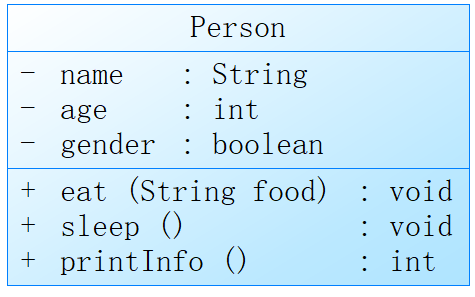 Person
- name : String
- age : int
- gender : boolean
+ eat (String food) : void
+ sleep () : void
+ printInfo () : int